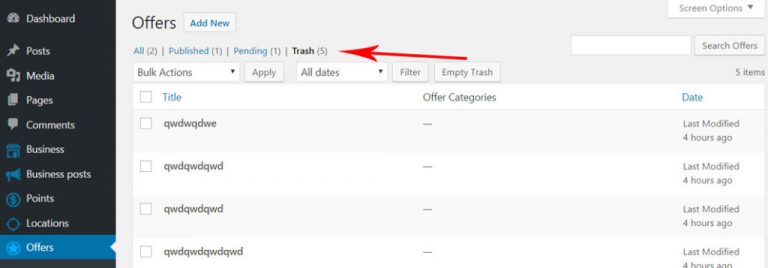 Dashboard
Posts
Media
Pages
Comments
Business
Business posts
Points
Locations
Offers
Screen Options
Offers Add New
All (2) | Published (1) | Pending (1) | Trash (5)
Search Offers
Bulk Actions Apply All dates Filter Empty Trash 5 items
Title Offer Categories Date
qwdwqdwe — Last Modified
4 hours ago
qwdqwdqwd — Last Modified
4 hours ago
qwdqwdqwd — Last Modified
4 hours ago
qwdqwdqwdqwd — Last Modified
4 hours ago